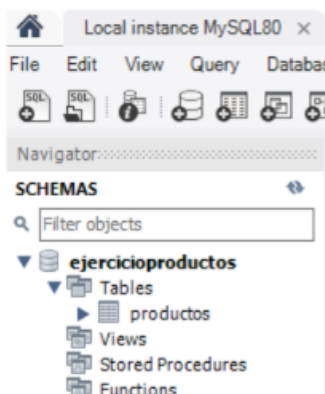 Local instance MySQL80 ×
File Edit View Query Databas
SQL SQL
Navigator
SCHEMAS
Filter objects
ejercicioproductos
Tables
productos
Views
Stored Procedures
Functions